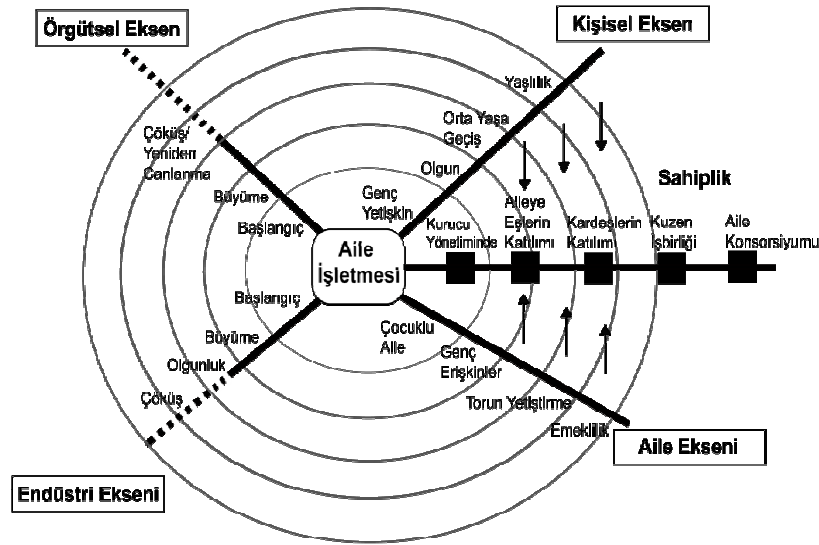 Örgütsel Eksen
Kişisel Eksen
Yaşlılık
Orta Yaşa
Geçiş
Olgun
Genç
Yetişkin
Çöküş/
Yeniden
Canlanma
Büyüme
Başlangıç
Sahiplik
Aile
İşletmesi
Kurucu
Yönetiminde
Aileye
Eşlerin
Katılımı
Kardeşlerin
Katılımı
Kuzen
İşbirliği
Aile
Konsorsiyumu
Başlangıç
Büyüme
Olgunluk
Çöküş
Çocuklu
Aile
Genç
Erişkinler
Torun Yetiştirme
Emeklilik
Aile Ekseni
Endüstri Ekseni